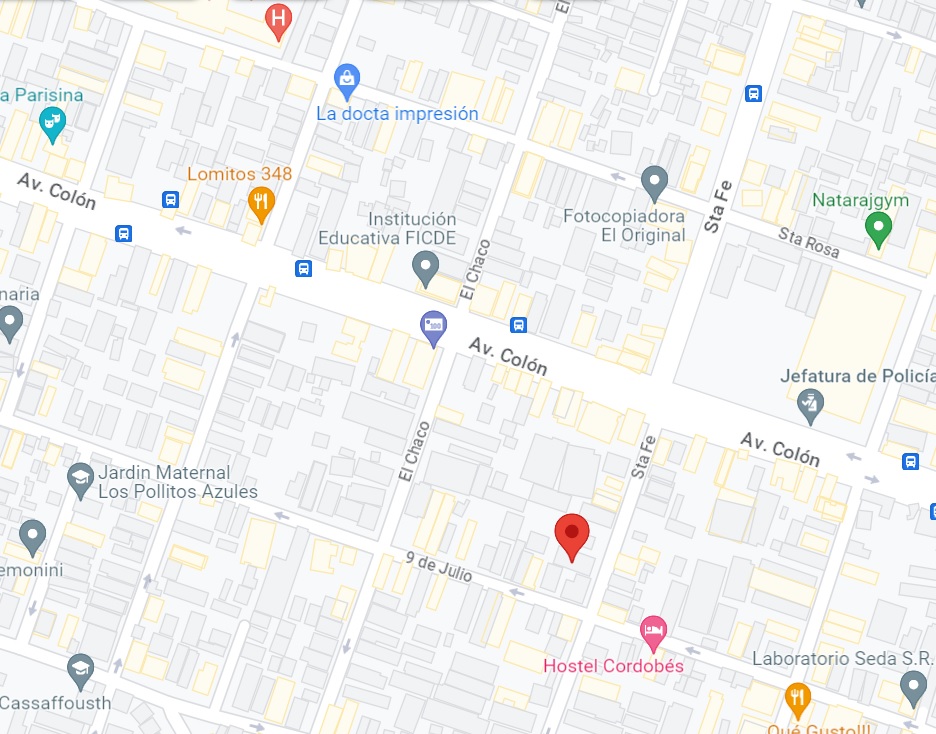 El
H
a Parisina
La docta impresión
Av. Colón
Lomitos 348
Institución
Educativa FICDE
El Chaco
Fotocopiadora
El Original
Sta Fe
Natarajgym
Sta Rosa
naria
Av. Colón
Jefatura de Policía
El Chaco
Sta Fe
Av. Colón
Jardin Maternal
Los Pollitos Azules
emonini
9 de Julio
Hostel Cordobés
Laboratorio Seda S.R.
Cassaffousth
Qué Gusto!!!